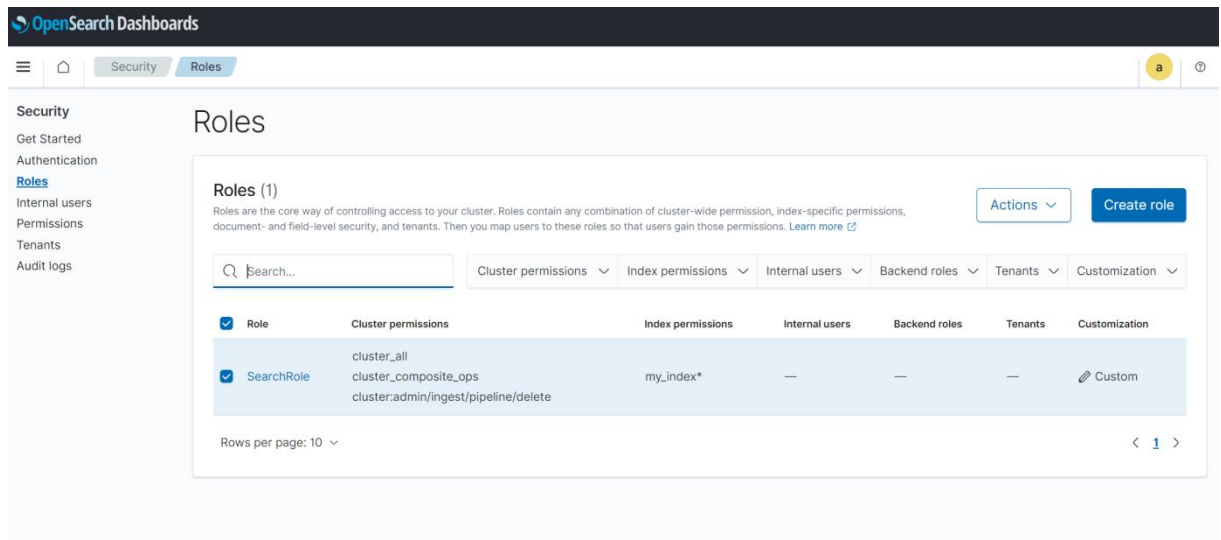 OpenSearch Dashboards
Security
Roles
a
Security
Get Started
Authentication
Roles
Internal users
Permissions
Tenants
Audit logs
Roles
Roles (1)
Roles are the core way of controlling access to your cluster. Roles contain any combination of cluster-wide permission, index-specific permissions,
document- and field-level security, and tenants. Then you map users to these roles so that users gain those permissions. Learn more
Actions
Create role
Search...
Cluster permissions
Index permissions
Internal users
Backend roles
Tenants
Customization
Role
Cluster permissions
Index permissions
Internal users
Backend roles
Tenants
Customization
SearchRole
cluster_all
cluster_composite_ops
cluster:admin/ingest/pipeline/delete
my_index*
—
—
—
Custom
Rows per page: 10
< 1 >